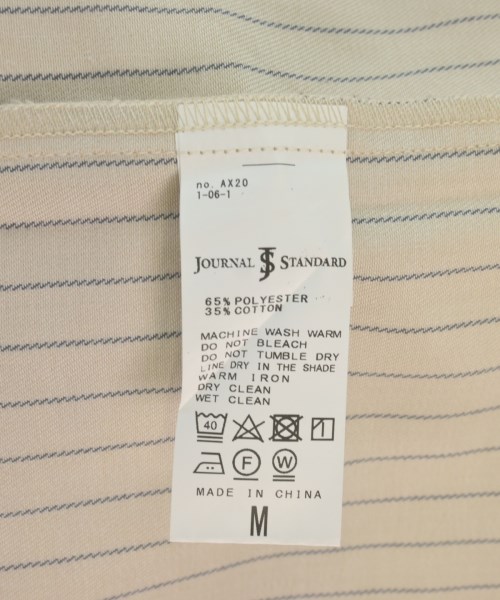 no. AX20
1-06-1
JOURNAL JS STANDARD
65% POLYESTER
35% COTTON
MACHINE WASH WARM
DO NOT BLEACH
DO NOT TUMBLE DRY
LINE DRY IN THE SHADE
WARM IRON
DRY CLEAN
WET CLEAN
40
F W
MADE IN CHINA
M